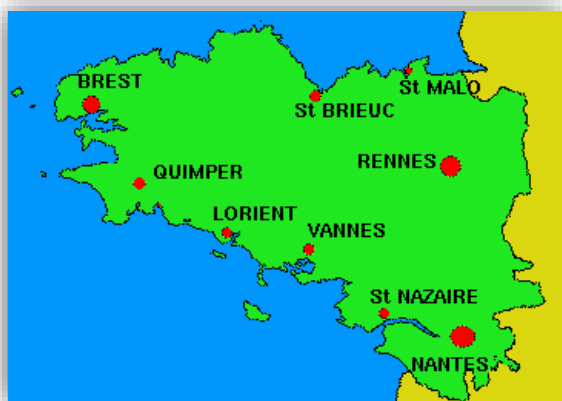 BREST
St MALO
St BRIEUC
RENNES
QUIMPER
LORIENT
VANNES
St NAZAIRE
NANTES